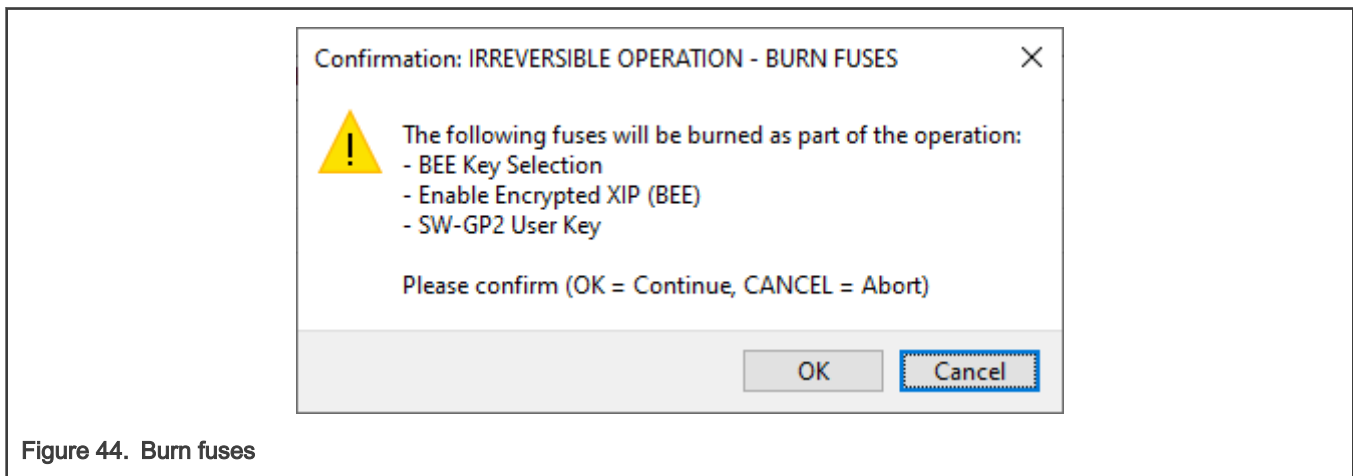 Confirmation: IRREVERSIBLE OPERATION - BURN FUSES
The following fuses will be burned as part of the operation:
- BEE Key Selection
- Enable Encrypted XIP (BEE)
- SW-GP2 User Key
Please confirm (OK = Continue, CANCEL = Abort)
OK
Cancel
Figure 44. Burn fuses